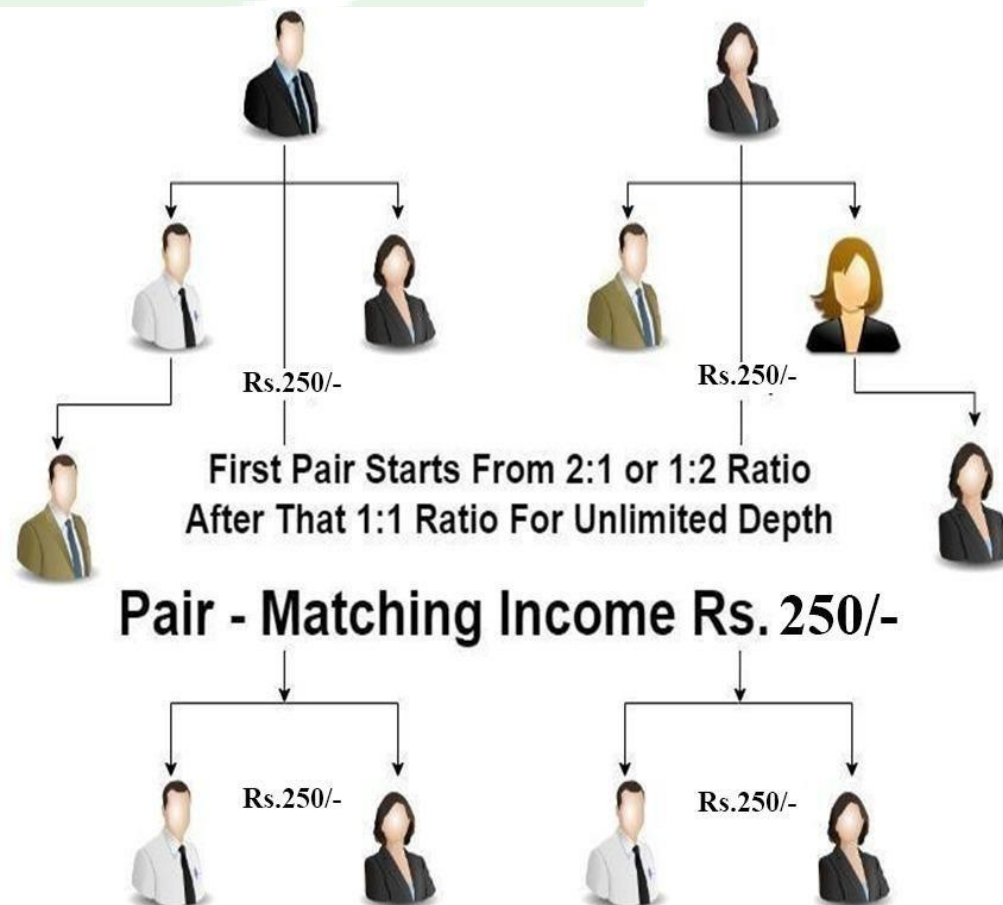 Rs.250/-
Rs.250/-
First Pair Starts From 2:1 or 1:2 Ratio
After That 1:1 Ratio For Unlimited Depth
Pair - Matching Income Rs. 250/-
Rs.250/-
Rs.250/-